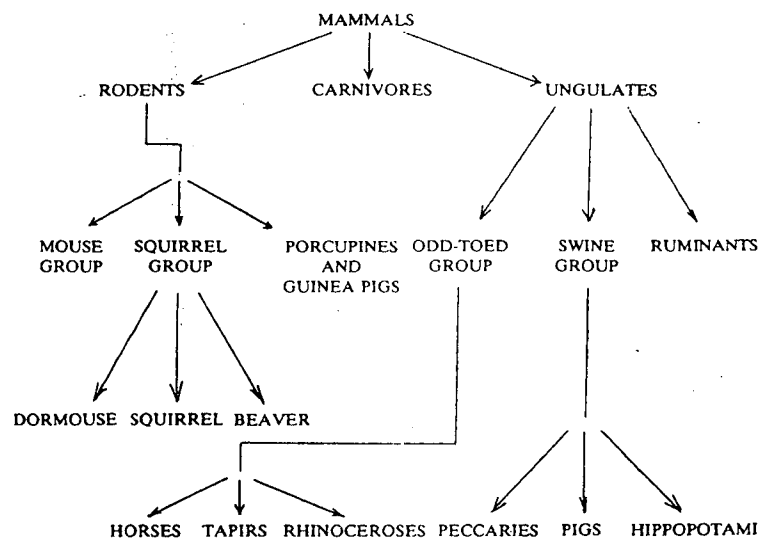 MAMMALS
RODENTS CARNIVORES UNGULATES
MOUSE GROUP
SQUIRREL GROUP
PORCUPINES AND GUINEA PIGS
ODD-TOED GROUP
SWINE GROUP
RUMINANTS
DORMOUSE SQUIRREL BEAVER
HORSES TAPIRS RHINOCEROSES PECCARIES PIGS HIPPOPOTAMI